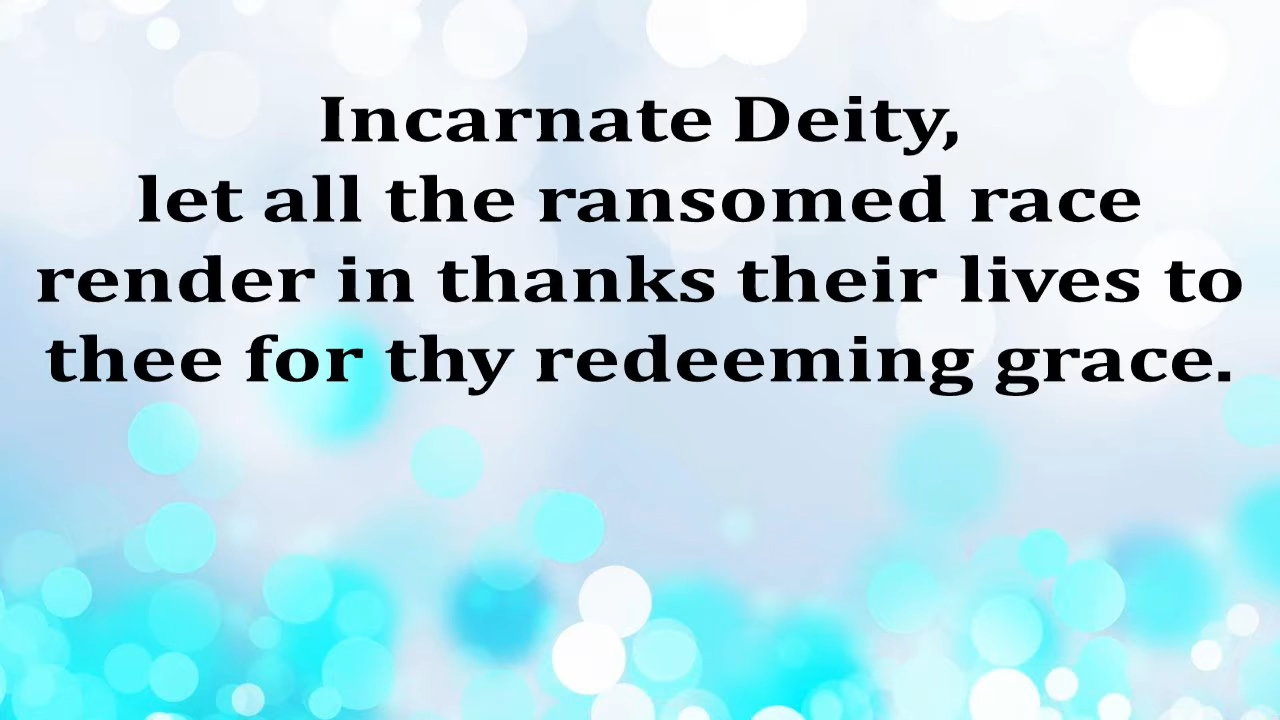 Incarnate Deity,
let all the ransomed race
render in thanks their lives to
thee for thy redeeming grace.